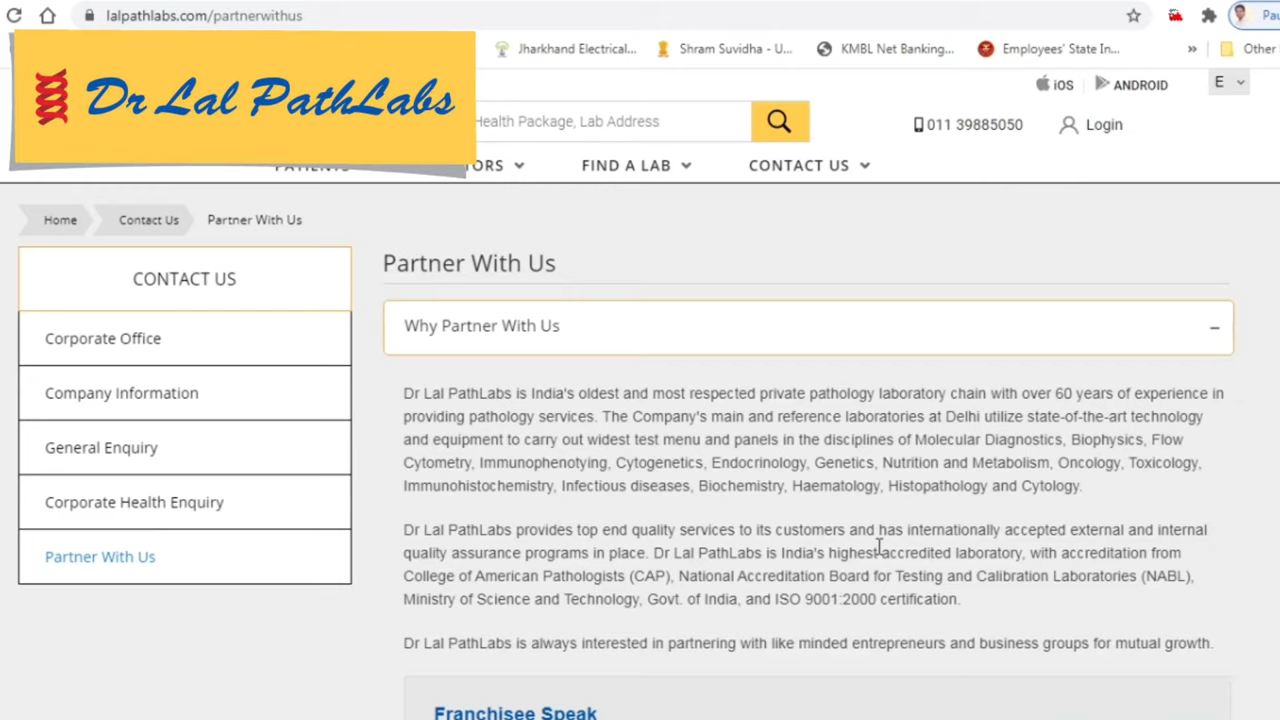 lalpathlabs.com/partnerwithus
Jharkhand Electrical...
Shram Suvidha - U...
KMBL Net Banking...
Employees' State In...
»
Other
Dr Lal PathLabs
iOS
ANDROID
E
Health Package, Lab Address
011 39885050
Login
FIND A LAB
CONTACT US
Home
Contact Us
Partner With Us
CONTACT US
Corporate Office
Company Information
General Enquiry
Corporate Health Enquiry
Partner With Us
Partner With Us
Why Partner With Us
Dr Lal PathLabs is India's oldest and most respected private pathology laboratory chain with over 60 years of experience in
providing pathology services. The Company's main and reference laboratories at Delhi utilize state-of-the-art technology
and equipment to carry out widest test menu and panels in the disciplines of Molecular Diagnostics, Biophysics, Flow
Cytometry, Immunophenotying, Cytogenetics, Endocrinology, Genetics, Nutrition and Metabolism, Oncology, Toxicology,
Immunohistochemistry, Infectious diseases, Biochemistry, Haematology, Histopathology and Cytology.
Dr Lal PathLabs provides top end quality services to its customers and has internationally accepted external and internal
quality assurance programs in place. Dr Lal PathLabs is India's highest accredited laboratory, with accreditation from
College of American Pathologists (CAP), National Accreditation Board for Testing and Calibration Laboratories (NABL),
Ministry of Science and Technology, Govt. of India, and ISO 9001:2000 certification.
Dr Lal PathLabs is always interested in partnering with like minded entrepreneurs and business groups for mutual growth.
Franchisee Speak